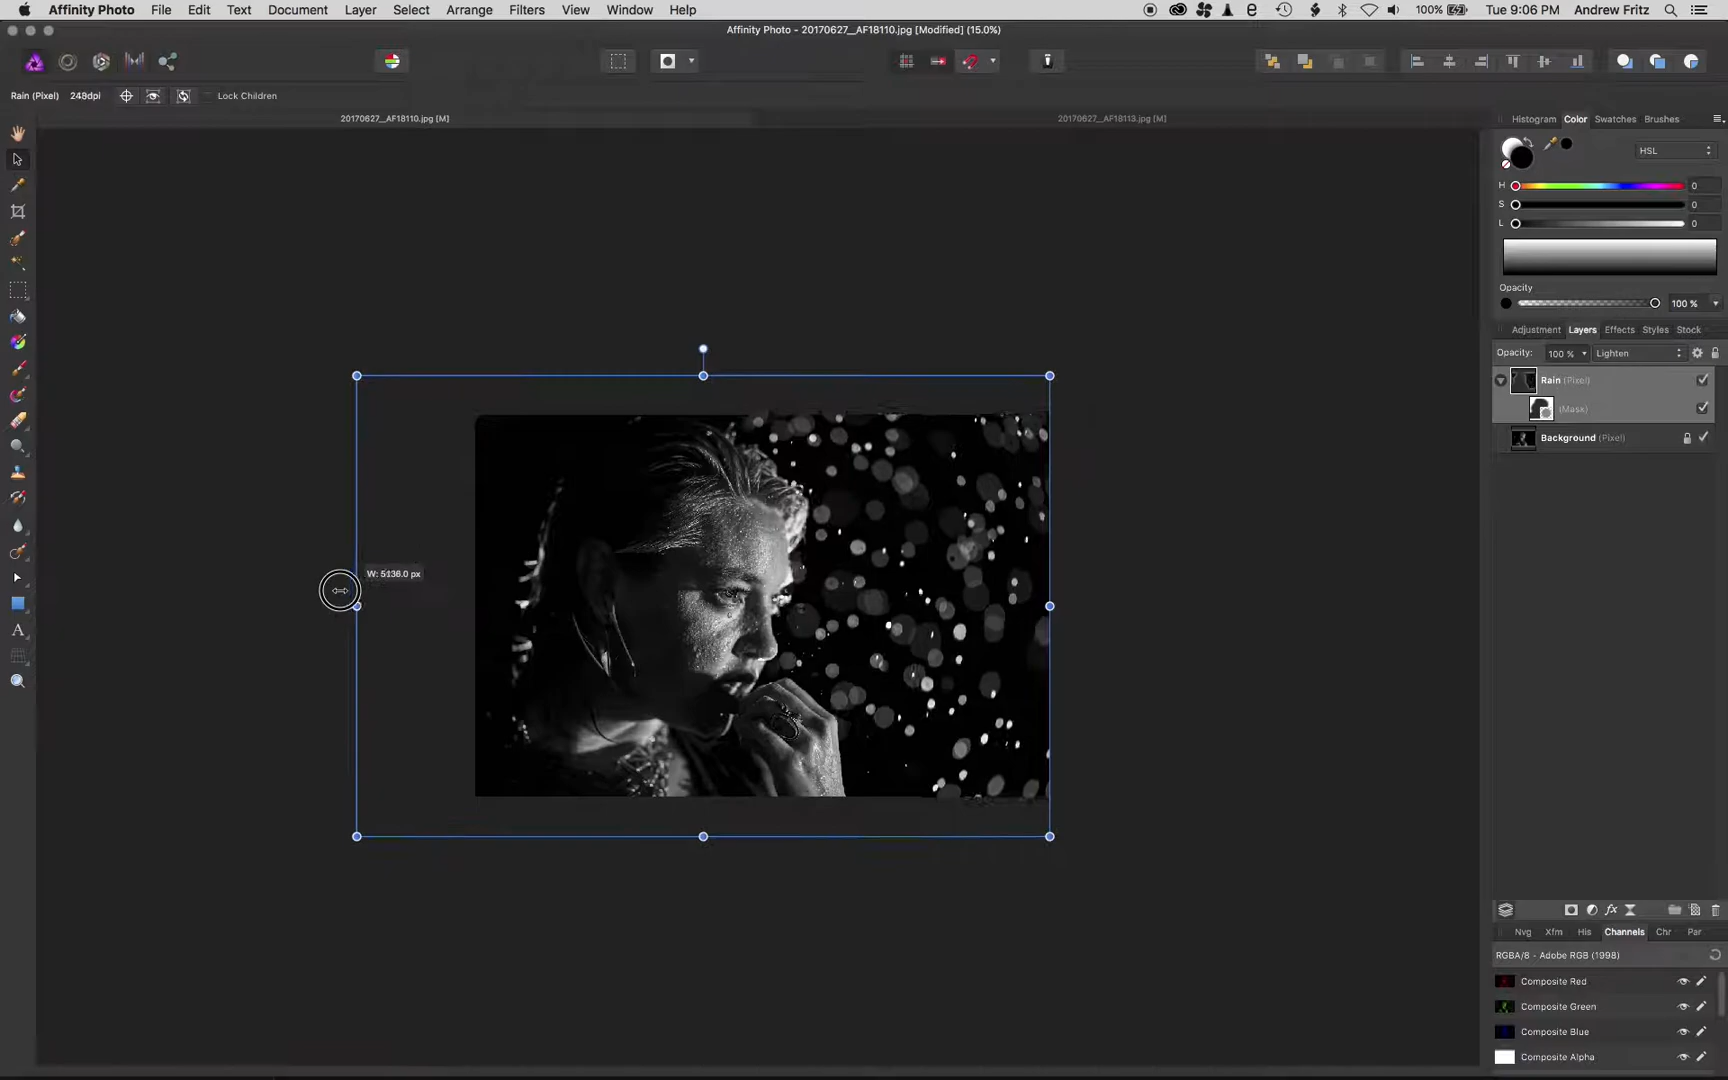 Affinity Photo File Edit Text Document Layer Select Arrange Filters View Window Help 100% Tue 9:06 PM Andrew Fritz
Affinity Photo - 20170627__AF18110.jpg [Modified] (15.0%)
Rain (Pixel) 248dpi Lock Children
20170627__AF18110.jpg [M] 20170627__AF18113.jpg [M]
Histogram Color Swatches Brushes
HSL
H 0
S 0
L 0
Opacity
100 %
Adjustment Layers Effects Styles Stock
Opacity: 100 % Lighten
Rain (Pixel)
(Mask)
Background (Pixel)
W: 5136.0 px
A
fx
Nvg Xfm His Channels Chr Par
RGBA/8 - Adobe RGB (1998)
Composite Red
Composite Green
Composite Blue
Composite Alpha